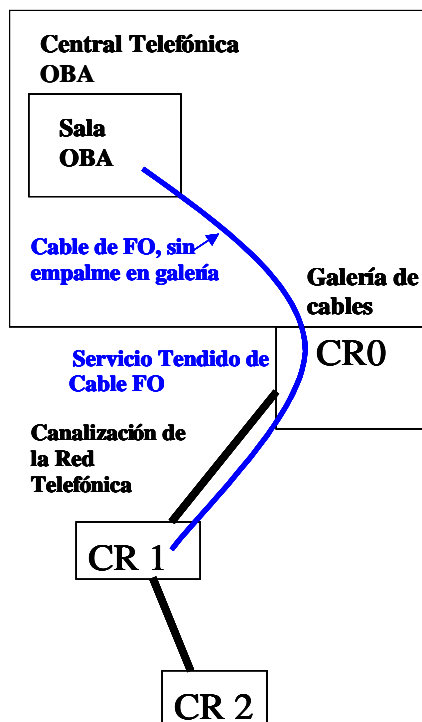 Central Telefónica
OBA
Sala
OBA
Cable de FO, sin
empalme en galería
Galería de
cables
CR0
Servicio Tendido de
Cable FO
Canalización de
la Red
Telefónica
CR 1
CR 2